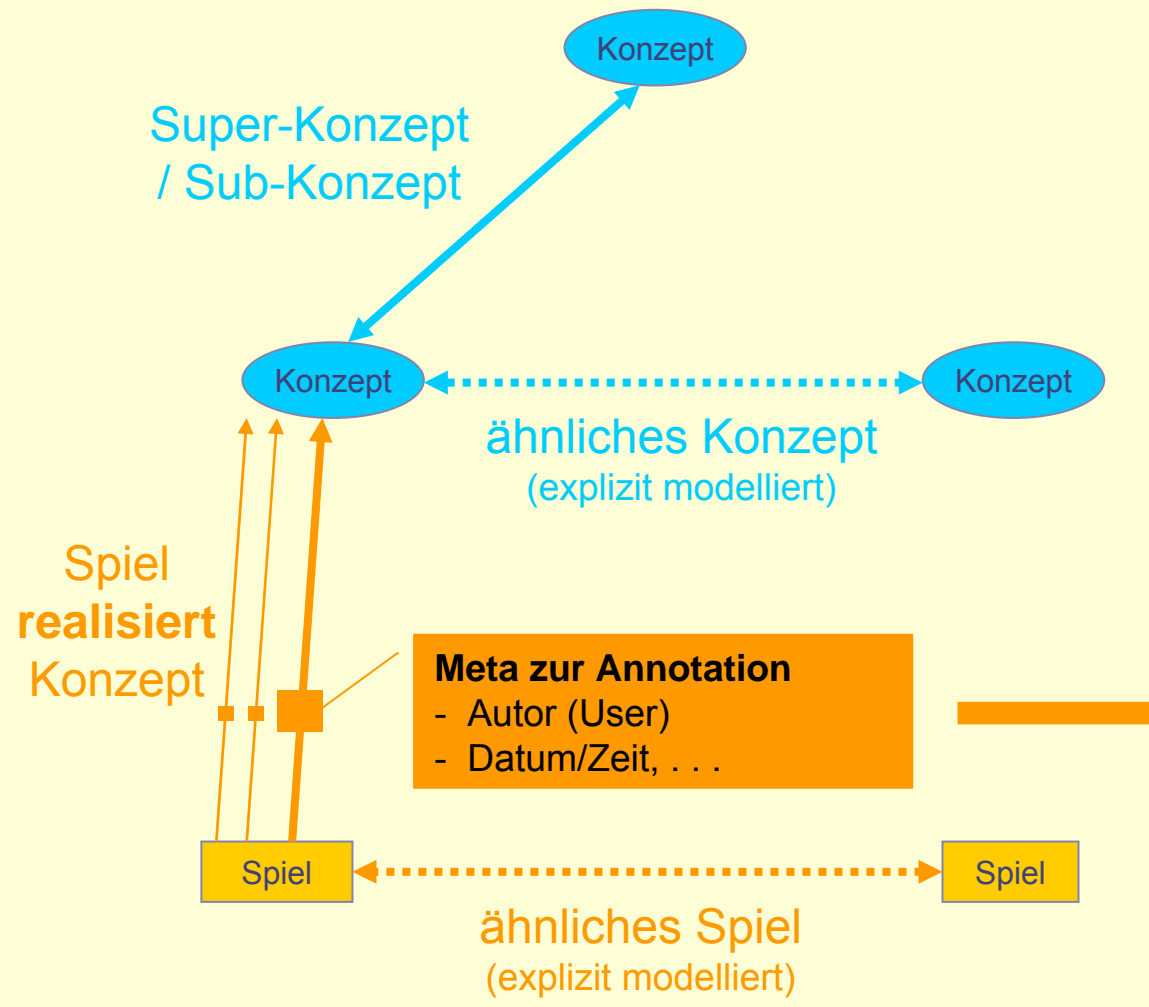 Konzept
Super-Konzept
/ Sub-Konzept
Konzept
Konzept
ähnliches Konzept
(explizit modelliert)
Spiel
realisiert
Konzept
Meta zur Annotation
- Autor (User)
- Datum/Zeit, . . .
Spiel
Spiel
ähnliches Spiel
(explizit modelliert)